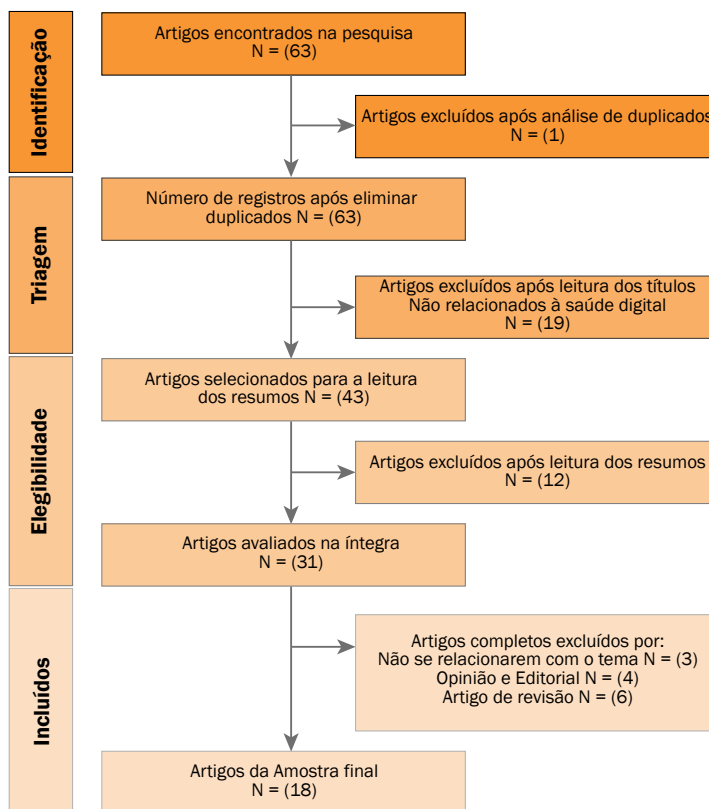 Identificação
Artigos encontrados na pesquisa
N = (63)
Artigos excluídos após análise de duplicados
N = (1)
Triagem
Número de registros após eliminar
duplicados N = (63)
Artigos excluídos após leitura dos títulos
Não relacionados à saúde digital
N = (19)
Elegibilidade
Artigos selecionados para a leitura
dos resumos N = (43)
Artigos excluídos após leitura dos resumos
N = (12)
Artigos avaliados na íntegra
N = (31)
Incluídos
Artigos completos excluídos por:
Não se relacionarem com o tema N = (3)
Opinião e Editorial N = (4)
Artigo de revisão N = (6)
Artigos da Amostra final
N = (18)